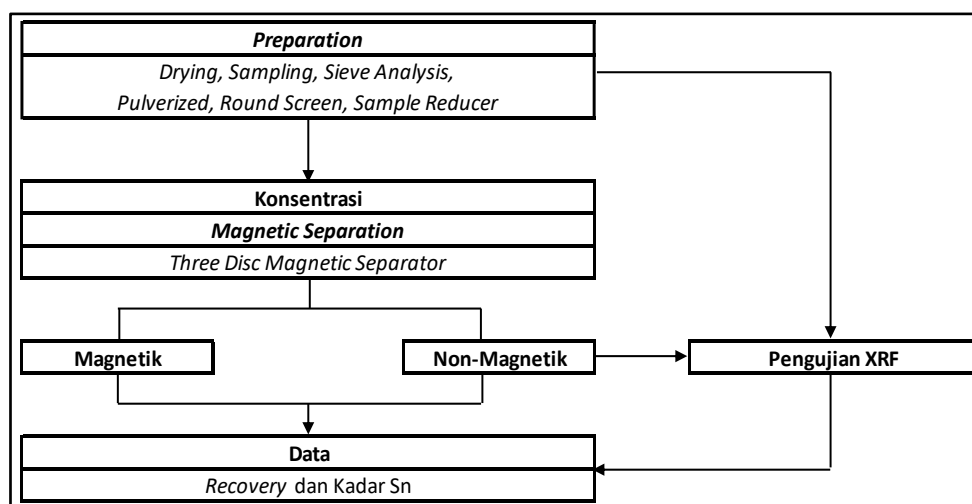 Preparation
Drying, Sampling, Sieve Analysis,
Pulverized, Round Screen, Sample Reducer
Konsentrasi
Magnetic Separation
Three Disc Magnetic Separator
Magnetik
Non-Magnetik
Pengujian XRF
Data
Recovery dan Kadar Sn